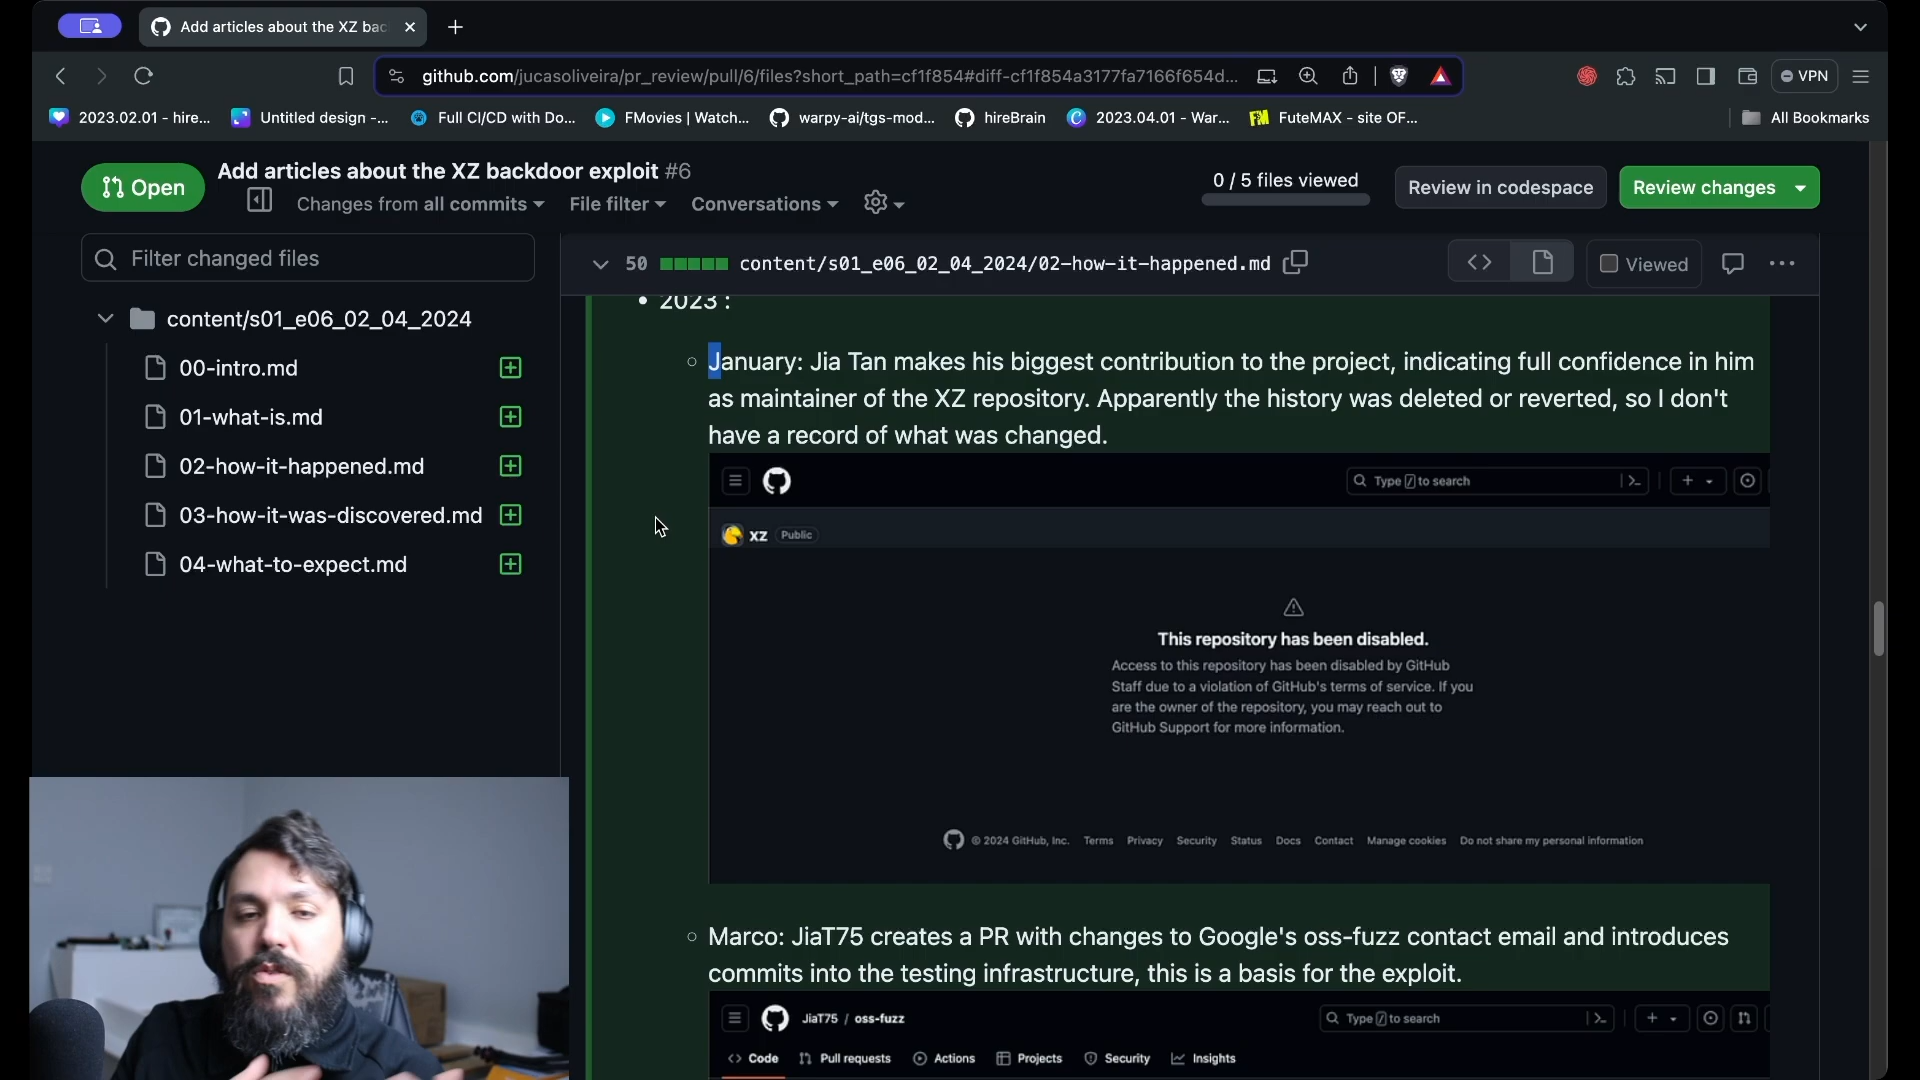 Add articles about the XZ bac
github.com/jucasoliveira/pr_review/pull/6/files?short_path=cf1f854#diff-cf1f854a3177fa7166f654d...
VPN
2023.02.01 - hire...
Untitled design -...
Full CI/CD with Do...
FMovies | Watch...
warpy-ai/tgs-mod...
hireBrain
2023.04.01 - War...
FuteMAX - site OF...
All Bookmarks
Open
Add articles about the XZ backdoor exploit #6
Changes from all commits
File filter
Conversations
0 / 5 files viewed
Review in codespace
Review changes
Filter changed files
content/s01_e06_02_04_2024
00-intro.md
01-what-is.md
02-how-it-happened.md
03-how-it-was-discovered.md
04-what-to-expect.md
50
content/s01_e06_02_04_2024/02-how-it-happened.md
Viewed
2023 :
January: Jia Tan makes his biggest contribution to the project, indicating full confidence in him
as maintainer of the XZ repository. Apparently the history was deleted or reverted, so I don't
have a record of what was changed.
Type / to search
xz
Public
This repository has been disabled.
Access to this repository has been disabled by GitHub
Staff due to a violation of GitHub's terms of service. If you
are the owner of the repository, you may reach out to
GitHub Support for more information.
© 2024 GitHub, Inc. Terms Privacy Security Status Docs Contact Manage cookies Do not share my personal information
Marco: JiaT75 creates a PR with changes to Google's oss-fuzz contact email and introduces
commits into the testing infrastructure, this is a basis for the exploit.
JiaT75 / oss-fuzz
Type / to search
Code
Pull requests
Actions
Projects
Security
Insights